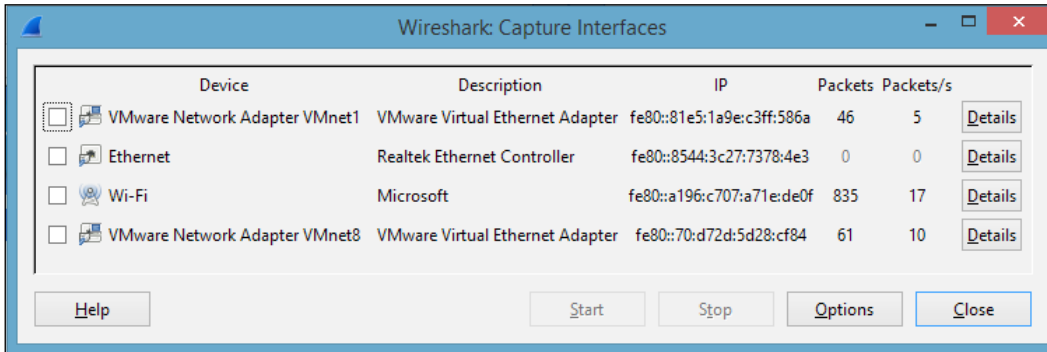 Wireshark: Capture Interfaces
Device Description IP Packets Packets/s
VMware Network Adapter VMnet1 VMware Virtual Ethernet Adapter fe80::81e5:1a9e:c3ff:586a 46 5 Details
Ethernet Realtek Ethernet Controller fe80::8544:3c27:7378:4e3 0 0 Details
Wi-Fi Microsoft fe80::a196:c707:a71e:de0f 835 17 Details
VMware Network Adapter VMnet8 VMware Virtual Ethernet Adapter fe80::70:d72d:5d28:cf84 61 10 Details
Help Start Stop Options Close